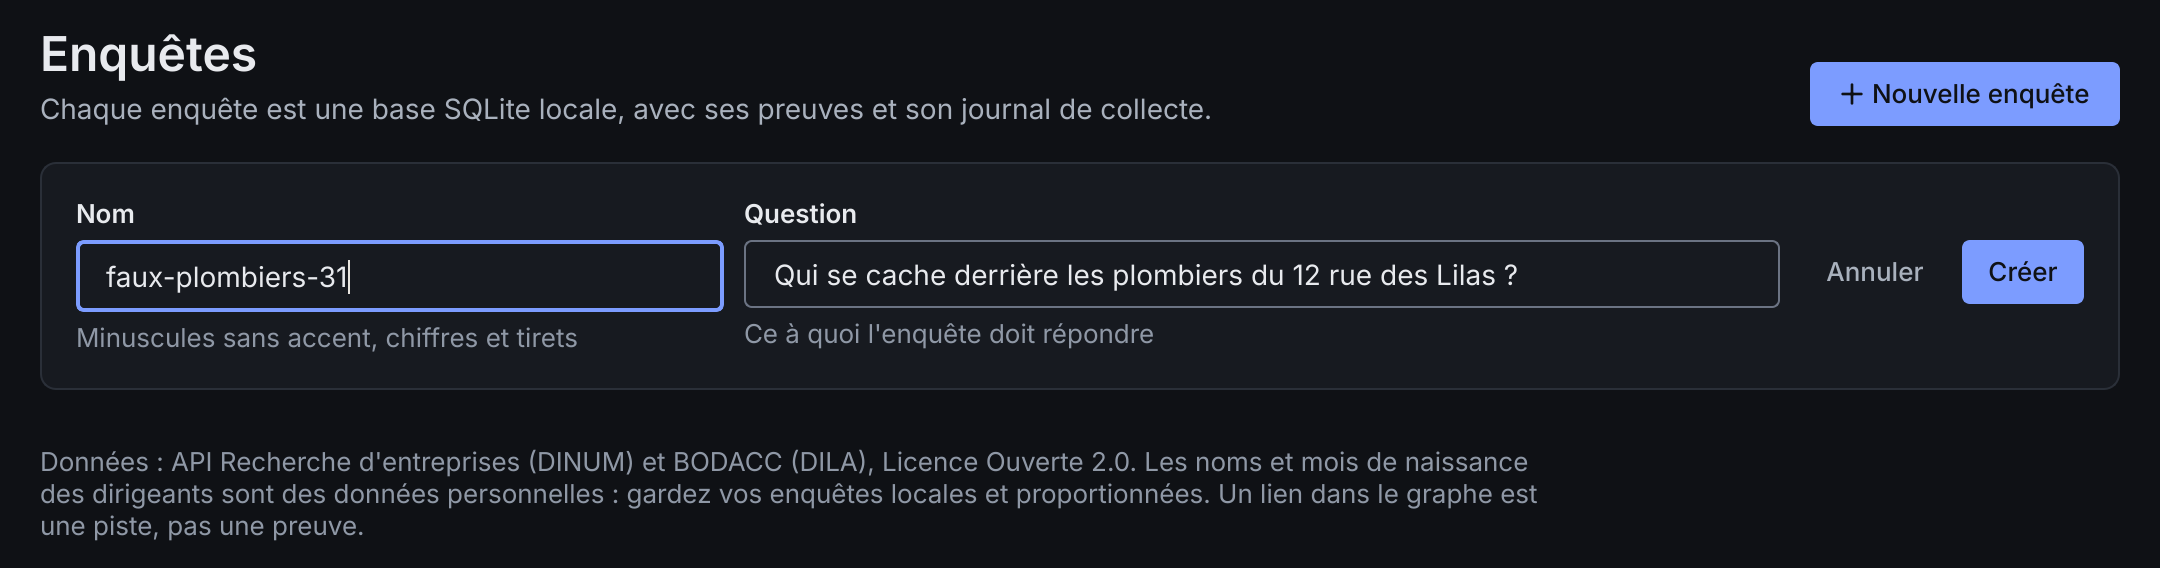 Enquêtes
Chaque enquête est une base SQLite locale, avec ses preuves et son journal de collecte.
+ Nouvelle enquête
Nom
Question
faux-plombiers-31
Qui se cache derrière les plombiers du 12 rue des Lilas ?
Annuler
Créer
Minuscules sans accent, chiffres et tirets
Ce à quoi l'enquête doit répondre
Données : API Recherche d'entreprises (DINUM) et BODACC (DILA), Licence Ouverte 2.0. Les noms et mois de naissance
des dirigeants sont des données personnelles : gardez vos enquêtes locales et proportionnées. Un lien dans le graphe est
une piste, pas une preuve.